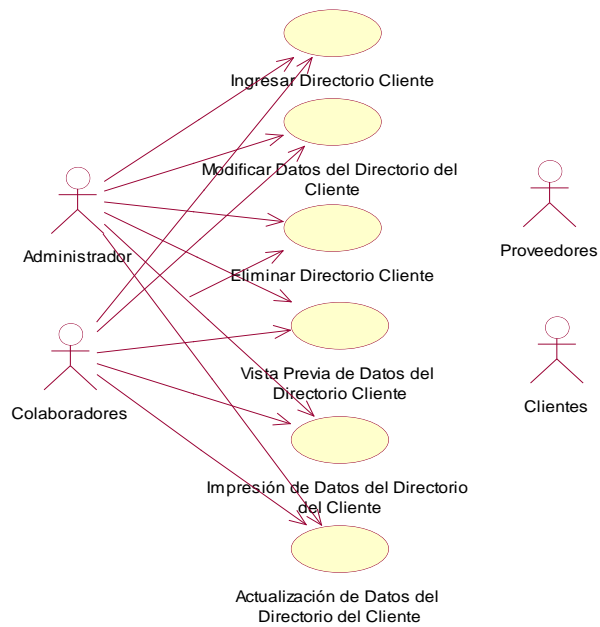 Ingresar Directorio Cliente
Modificar Datos del Directorio del
Cliente
Administrador
Proveedores
Eliminar Directorio Cliente
Vista Previa de Datos del
Directorio Cliente
Colaboradores
Clientes
Impresión de Datos del Directorio
del Cliente
Actualización de Datos del
Directorio del Cliente